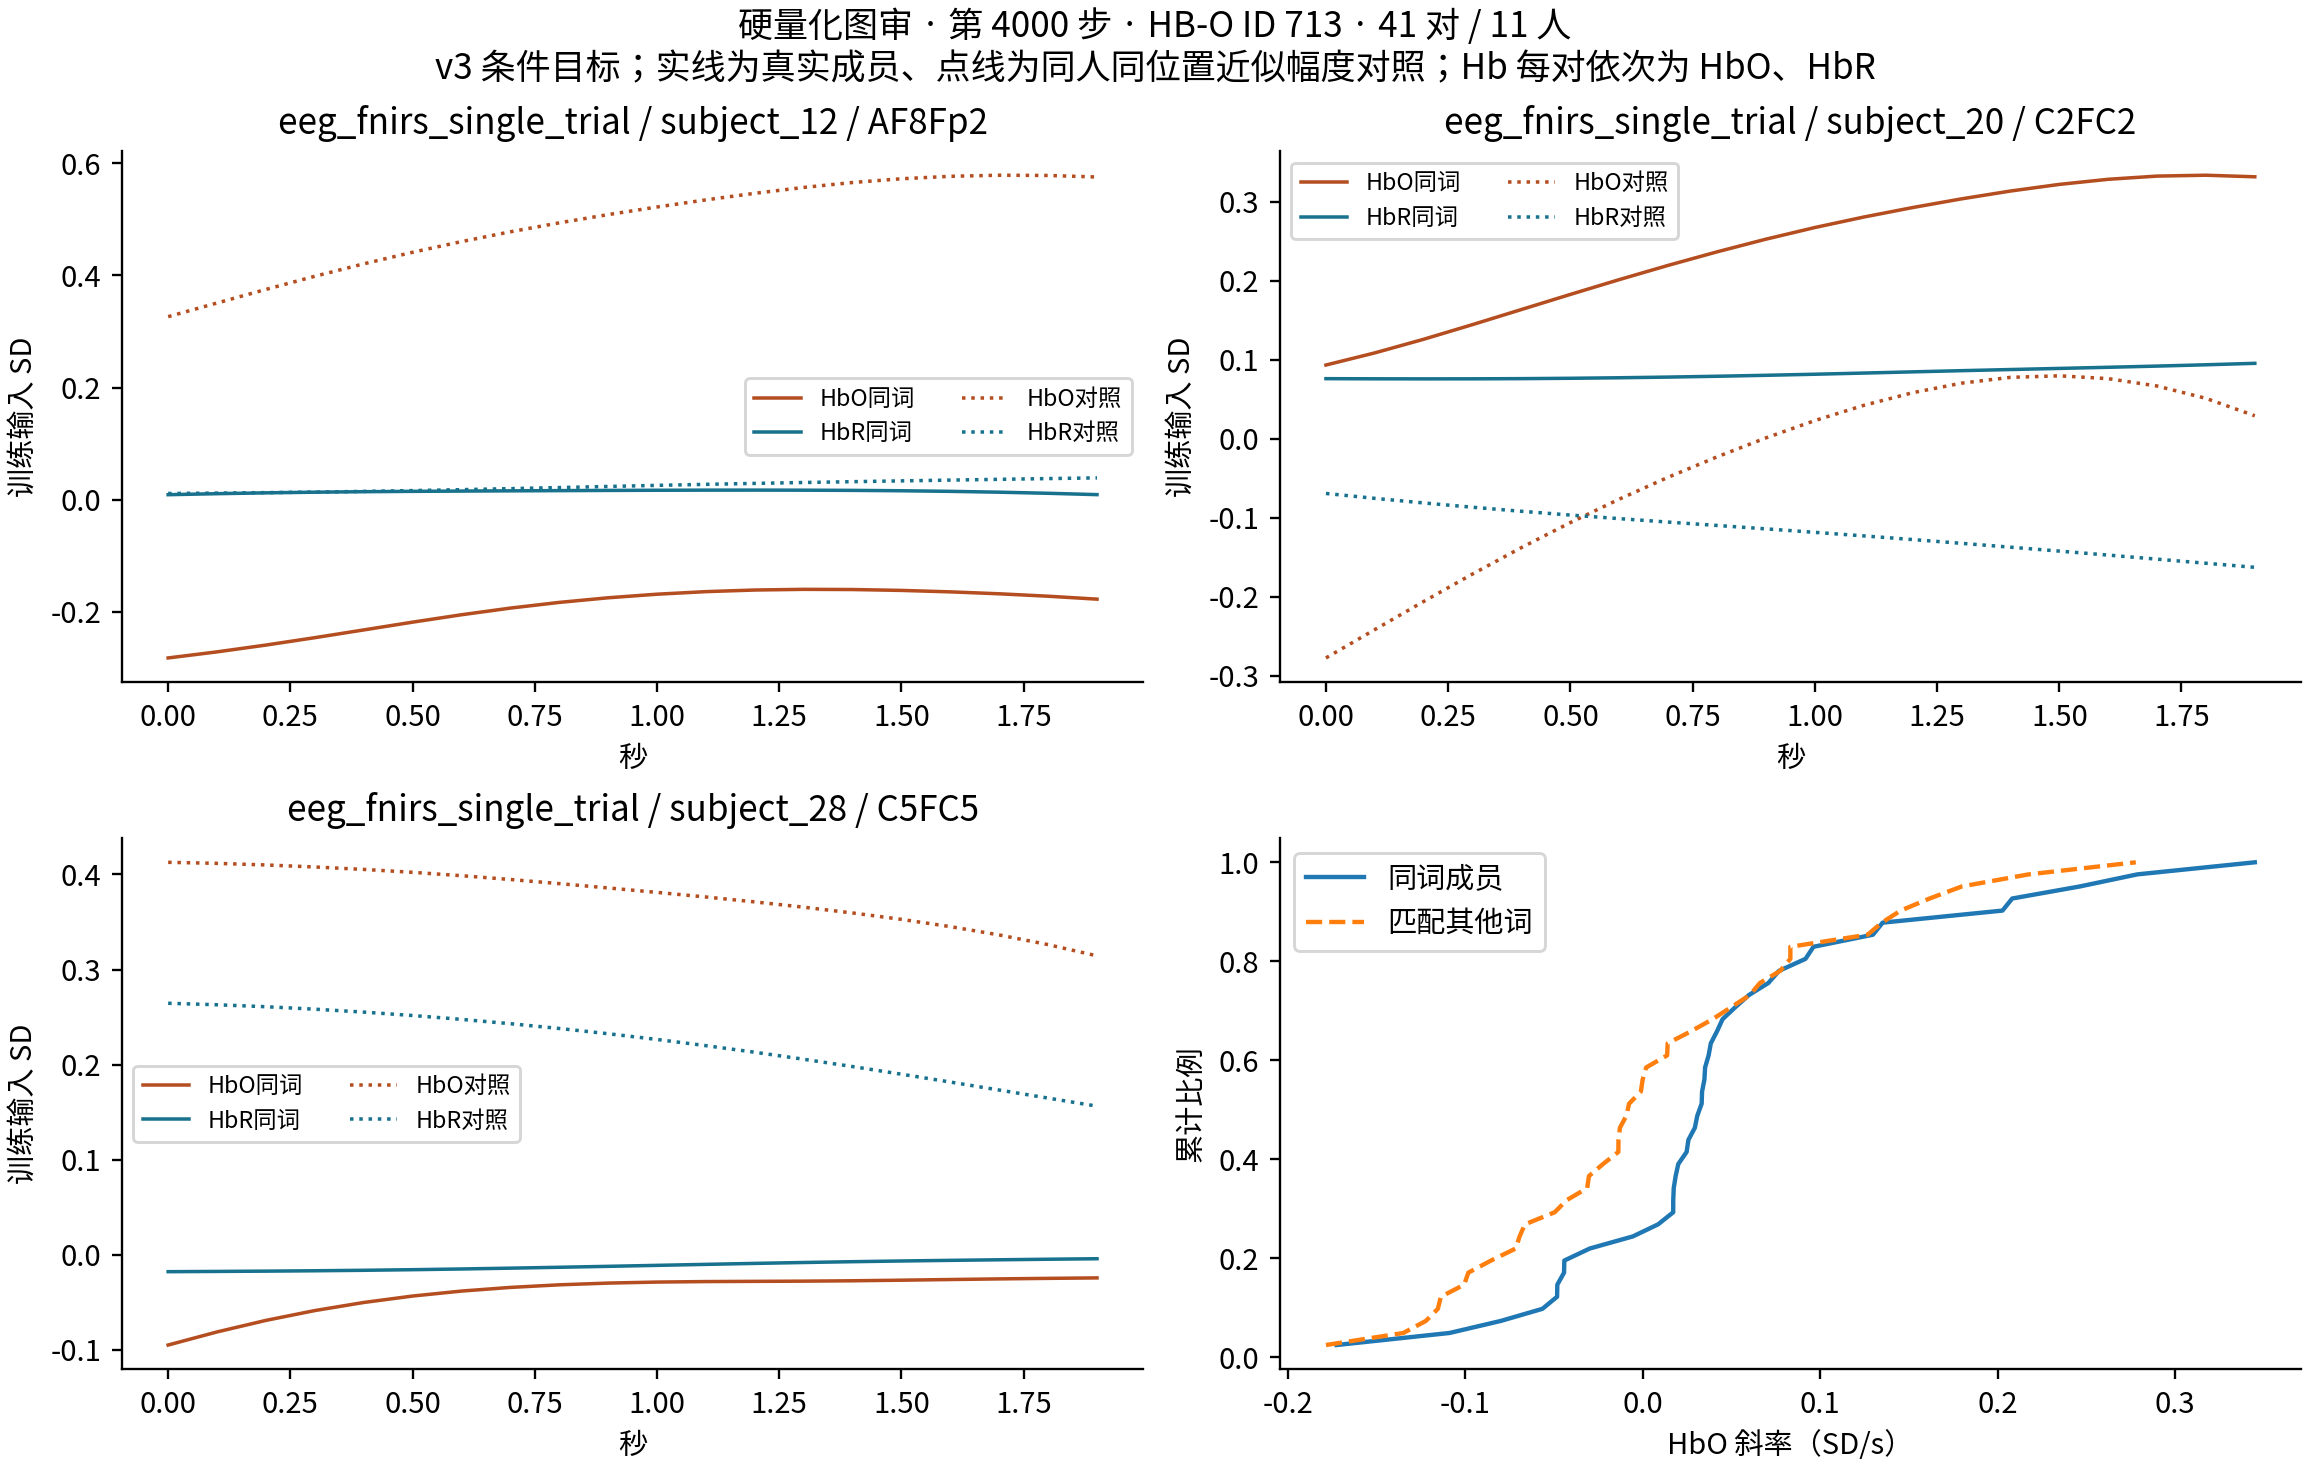 硬量化图审 · 第 4000 步 · HB-O ID 713 · 41 对 / 11 人
v3 条件目标；实线为真实成员、点线为同人同位置近似幅度对照；Hb 每对依次为 HbO、HbR
eeg_fnirs_single_trial / subject_12 / AF8Fp2
训练输入 SD
0.6
0.4
0.2
0.0
-0.2
HbO同词
HbO对照
HbR同词
HbR对照
0.00 0.25 0.50 0.75 1.00 1.25 1.50 1.75
秒
eeg_fnirs_single_trial / subject_20 / C2FC2
训练输入 SD
0.3
0.2
0.1
0.0
-0.1
-0.2
-0.3
HbO同词
HbO对照
HbR同词
HbR对照
0.00 0.25 0.50 0.75 1.00 1.25 1.50 1.75
秒
eeg_fnirs_single_trial / subject_28 / C5FC5
训练输入 SD
0.4
0.3
0.2
0.1
0.0
-0.1
HbO同词
HbO对照
HbR同词
HbR对照
0.00 0.25 0.50 0.75 1.00 1.25 1.50 1.75
秒
累计比例
1.0
0.8
0.6
0.4
0.2
0.0
同词成员
匹配其他词
-0.2 -0.1 0.0 0.1 0.2 0.3
HbO 斜率（SD/s）